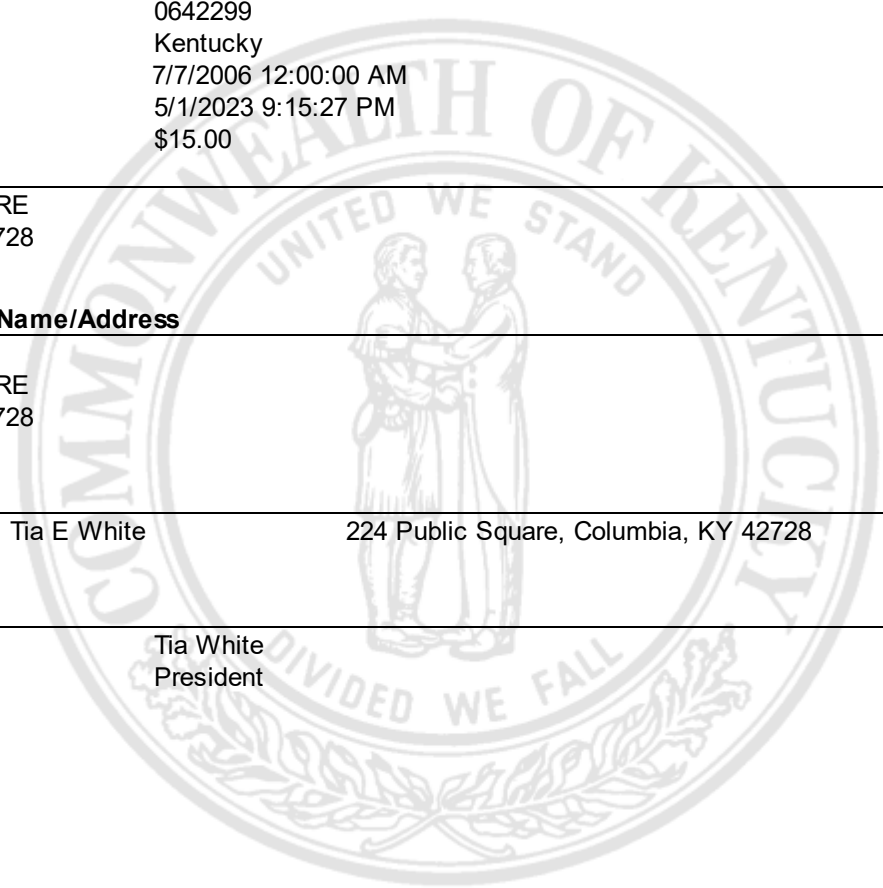 0642299
Kentucky
7/7/2006 12:00:00 AM
5/1/2023 9:15:27 PM
$15.00
RE
728
Name/Address
RE
728
Tia E White 224 Public Square, Columbia, KY 42728
Tia White
President
COMMONWEALTH OF KENTUCKY
UNITED WE STAND
DIVIDED WE FALL